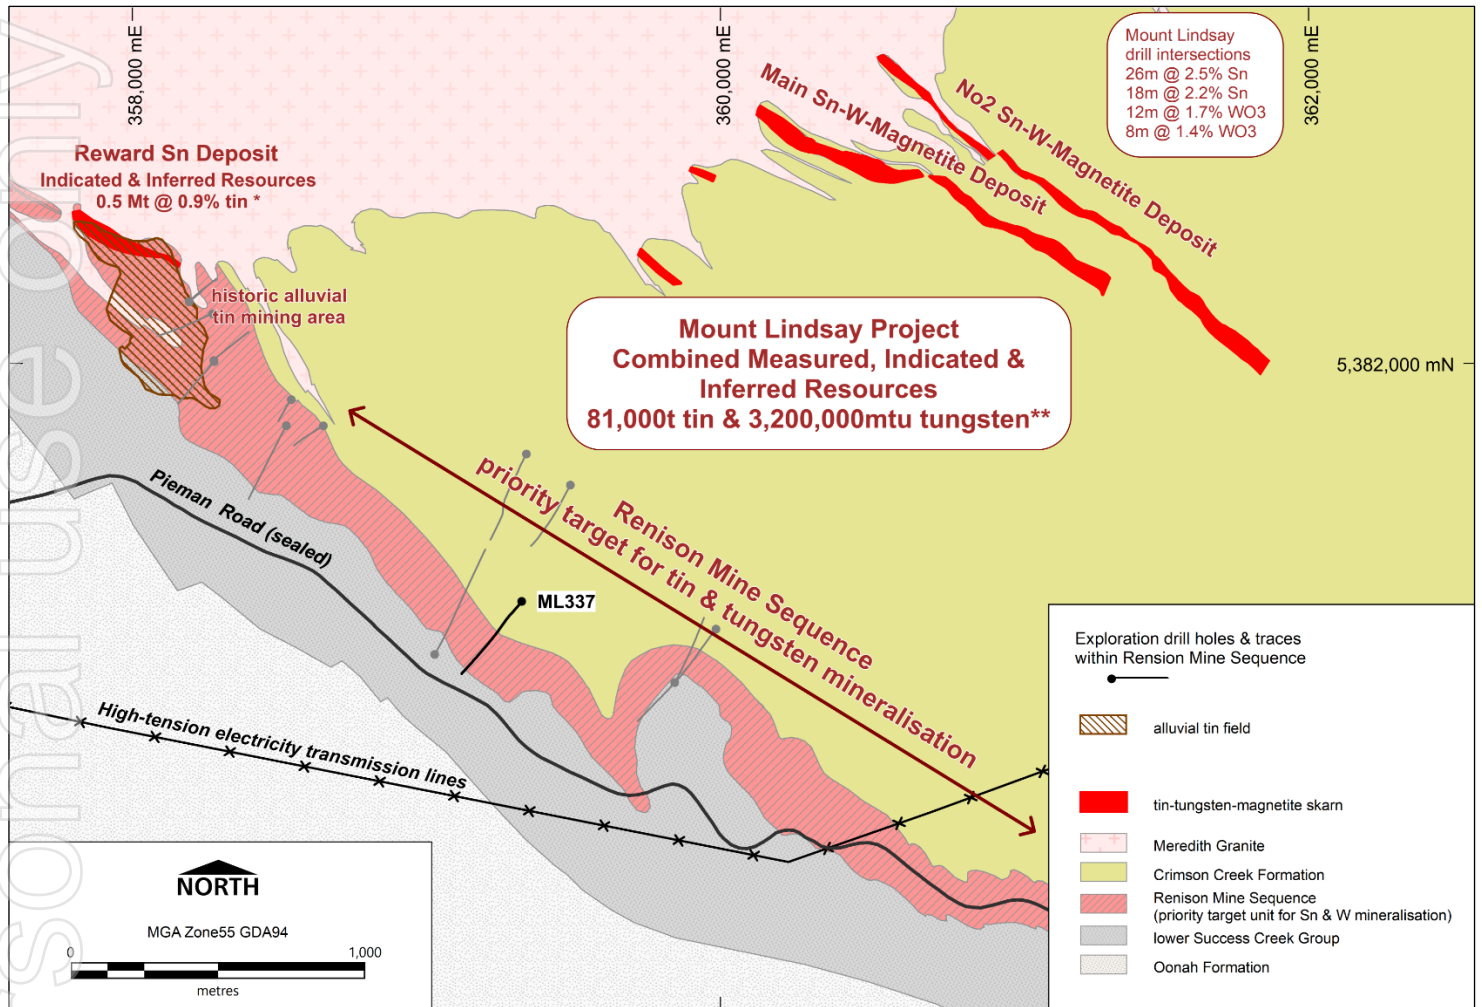 358,000 mE
360,000 mE
362,000 mE
Mount Lindsay
drill intersections
26m @ 2.5% Sn
18m @ 2.2% Sn
12m @ 1.7% WO3
8m @ 1.4% WO3
Main Sn-W-Magnetite Deposit
No2 Sn-W-Magnetite Deposit
Reward Sn Deposit
Indicated & Inferred Resources
0.5 Mt @ 0.9% tin *
historic alluvial
tin mining area
Mount Lindsay Project
Combined Measured, Indicated &
Inferred Resources
81,000t tin & 3,200,000mtu tungsten**
5,382,000 mN
Pieman Road (sealed)
Renison Mine Sequence
priority target for tin & tungsten mineralisation
ML337
High-tension electricity transmission lines
NORTH
MGA Zone55 GDA94
0 1,000
metres
Exploration drill holes & traces
within Rension Mine Sequence
alluvial tin field
tin-tungsten-magnetite skarn
Meredith Granite
Crimson Creek Formation
Renison Mine Sequence
(priority target unit for Sn & W mineralisation)
lower Success Creek Group
Oonah Formation
sonal use only